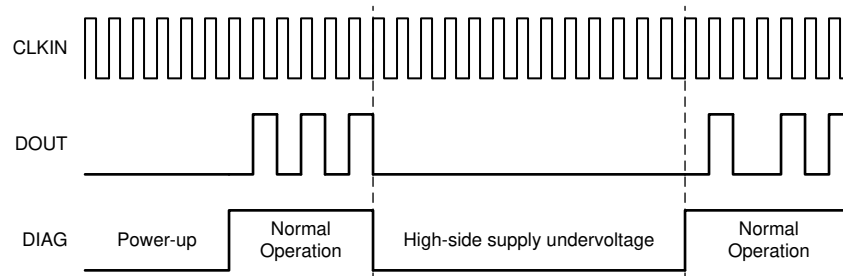 CLKIN
DOUT
DIAG
Power-up
Normal
Operation
High-side supply undervoltage
Normal
Operation